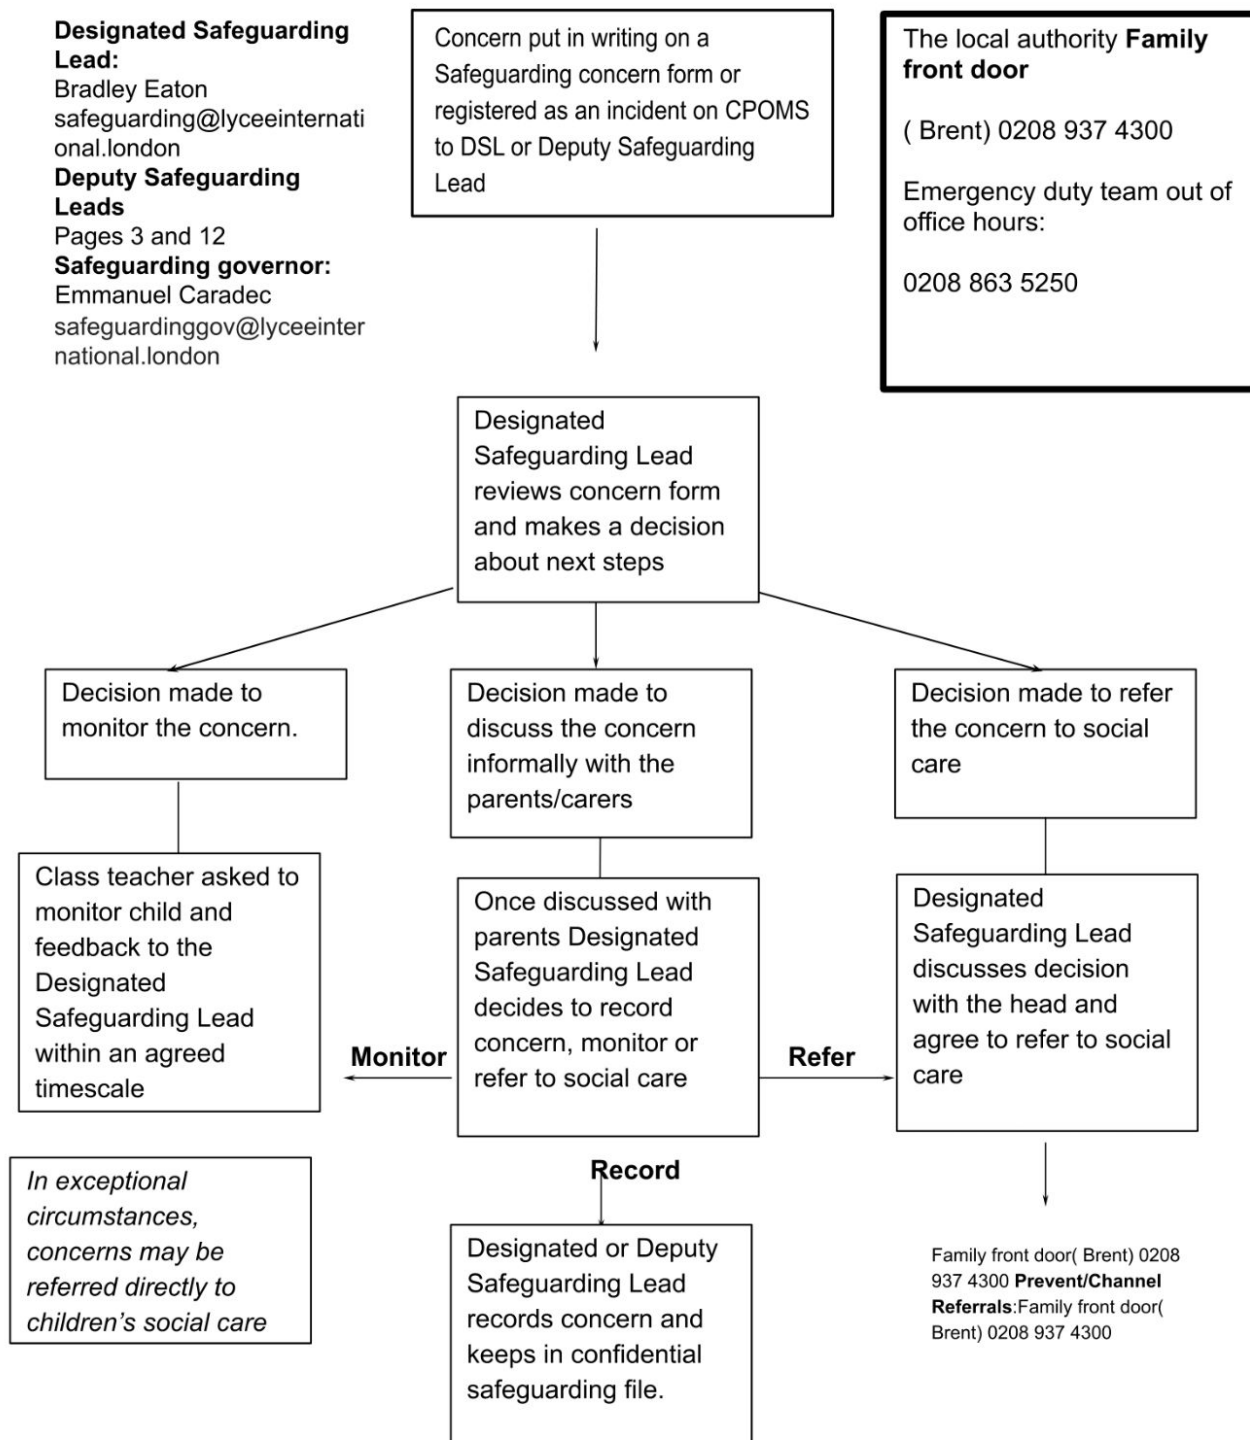 Designated Safeguarding
Lead:
Bradley Eaton
safeguarding@lyceeinternati
onal.london
Deputy Safeguarding
Leads
Pages 3 and 12
Safeguarding governor:
Emmanuel Caradec
safeguardinggov@lyceeinter
national.london
Concern put in writing on a
Safeguarding concern form or
registered as an incident on CPOMS
to DSL or Deputy Safeguarding
Lead
The local authority Family
front door
( Brent) 0208 937 4300
Emergency duty team out of
office hours:
0208 863 5250
Designated
Safeguarding Lead
reviews concern form
and makes a decision
about next steps
Decision made to
monitor the concern.
Decision made to
discuss the concern
informally with the
parents/carers
Decision made to refer
the concern to social
care
Class teacher asked to
monitor child and
feedback to the
Designated
Safeguarding Lead
within an agreed
timescale
Monitor
Once discussed with
parents Designated
Safeguarding Lead
decides to record
concern, monitor or
refer to social care
Refer
Designated
Safeguarding Lead
discusses decision
with the head and
agree to refer to social
care
In exceptional
circumstances,
concerns may be
referred directly to
children’s social care
Record
Designated or Deputy
Safeguarding Lead
records concern and
keeps in confidential
safeguarding file.
Family front door( Brent) 0208
937 4300 Prevent/Channel
Referrals:Family front door(
Brent) 0208 937 4300